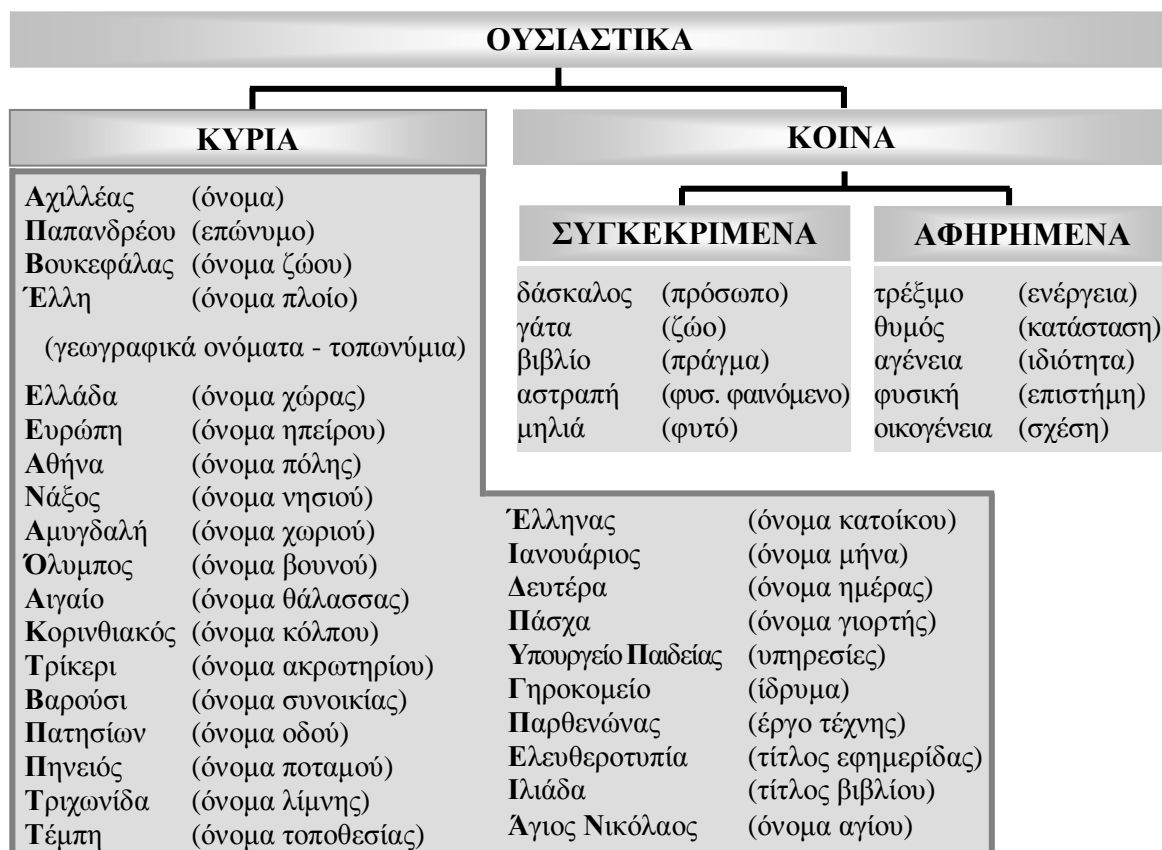 ΟΥΣΙΑΣΤΙΚΑ
ΚΥΡΙΑ
Αχιλλέας (όνομα)
Παπανδρέου (επώνυμο)
Βουκεφάλας (όνομα ζώου)
Έλλη (όνομα πλοίο)
(γεωγραφικά ονόματα - τοπωνύμια)
Ελλάδα (όνομα χώρας)
Ευρώπη (όνομα ηπείρου)
Αθήνα (όνομα πόλης)
Νάξος (όνομα νησιού)
Αμυγδαλή (όνομα χωριού)
Όλυμπος (όνομα βουνού)
Αιγαίο (όνομα θάλασσας)
Κορινθιακός (όνομα κόλπου)
Τρίκερι (όνομα ακρωτηρίου)
Βαρούσι (όνομα συνοικίας)
Πατησίων (όνομα οδού)
Πηνειός (όνομα ποταμού)
Τριχωνίδα (όνομα λίμνης)
Τέμπη (όνομα τοποθεσίας)
Έλληνας (όνομα κατοίκου)
Ιανουάριος (όνομα μήνα)
Δευτέρα (όνομα ημέρας)
Πάσχα (όνομα γιορτής)
Υπουργείο Παιδείας (υπηρεσίες)
Γηροκομείο (ίδρυμα)
Παρθενώνας (έργο τέχνης)
Ελευθεροτυπία (τίτλος εφημερίδας)
Ιλιάδα (τίτλος βιβλίου)
Άγιος Νικόλαος (όνομα αγίου)
ΚΟΙΝΑ
ΣΥΓΚΕΚΡΙΜΕΝΑ
δάσκαλος (πρόσωπο)
γάτα (ζώο)
βιβλίο (πράγμα)
αστραπή (φυσ. φαινόμενο)
μηλιά (φυτό)
ΑΦΗΡΗΜΕΝΑ
τρέξιμο (ενέργεια)
θυμός (κατάσταση)
αγένεια (ιδιότητα)
φυσική (επιστήμη)
οικογένεια (σχέση)